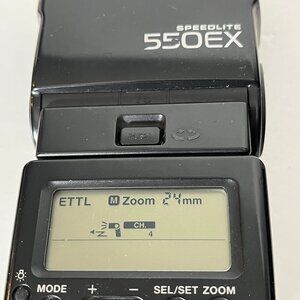 SPEEDLITE
550EX
ETTL M Zoom 24mm
CH.
4
MODE + − SEL/SET ZOOM